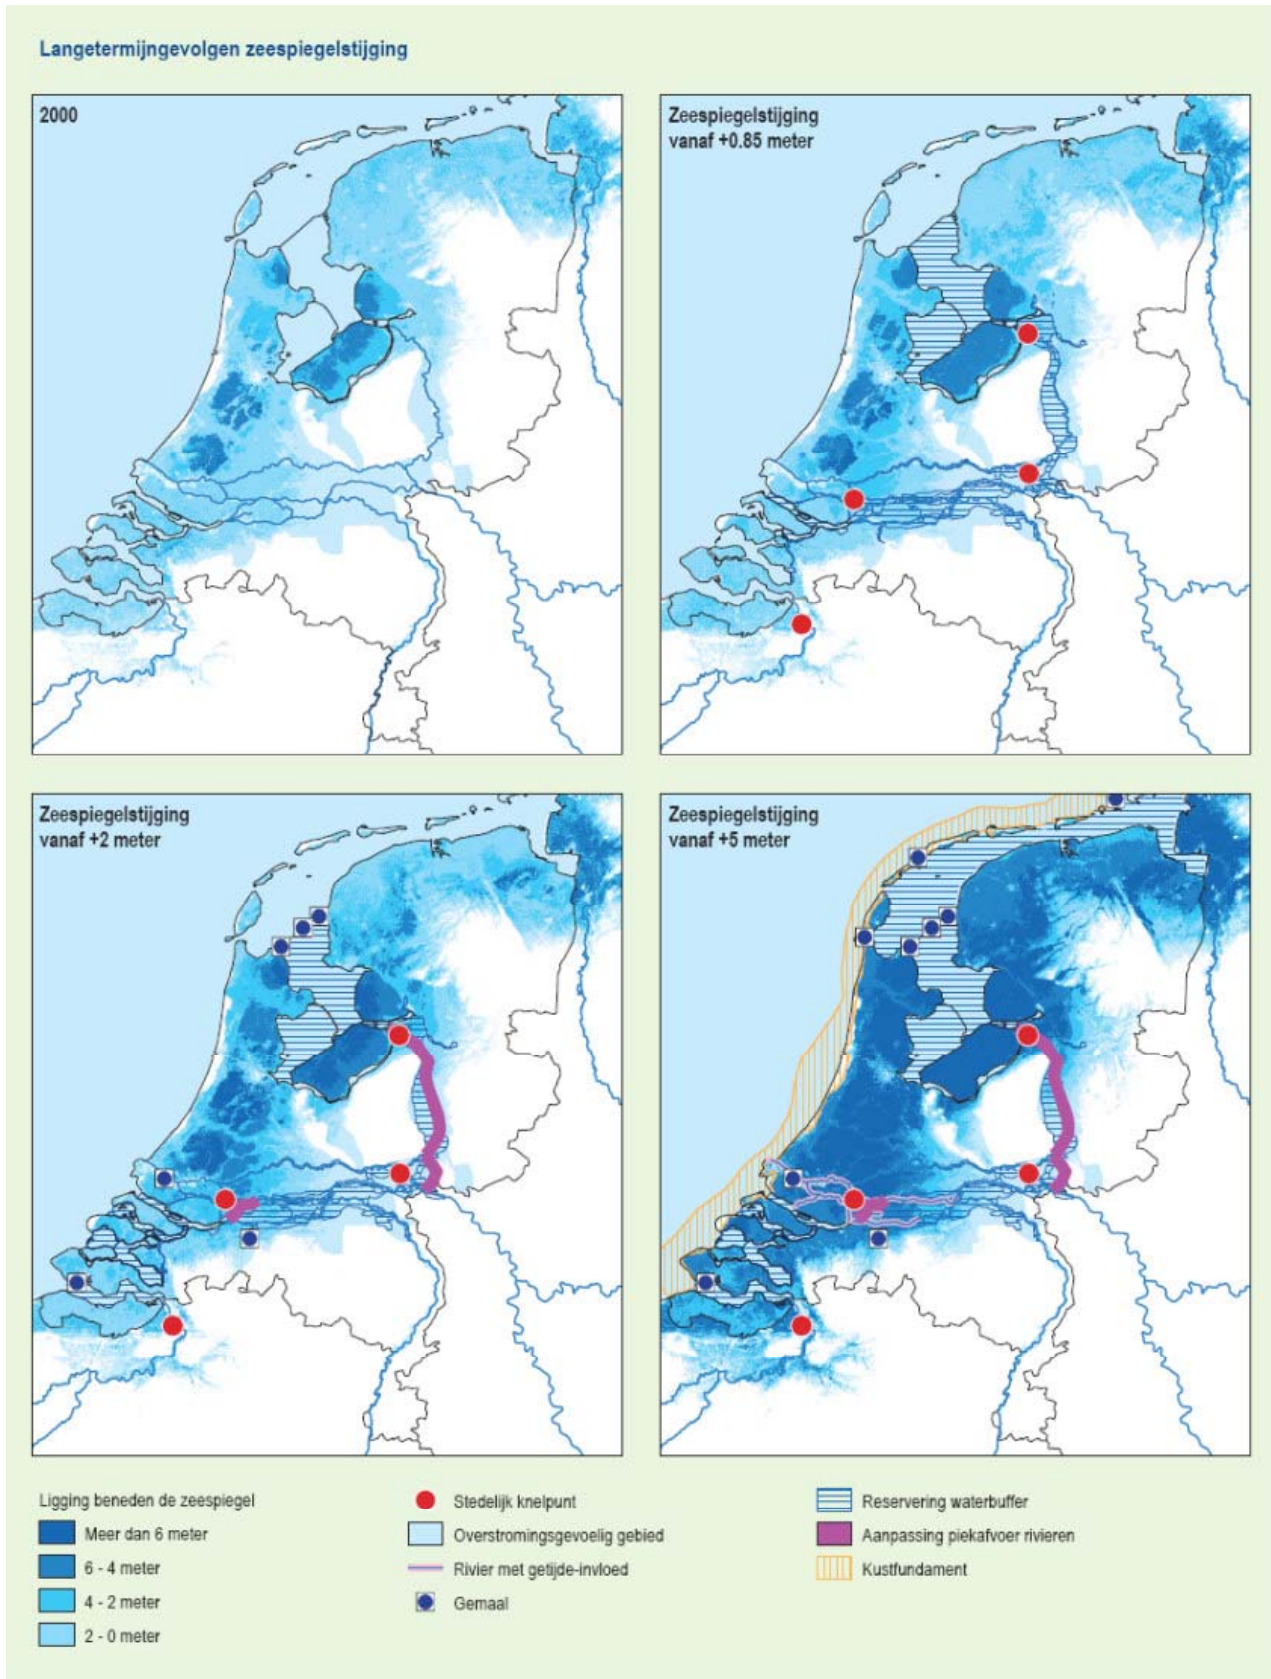 Langetermijngevolgen zeespiegelstijging
2000
Zeespiegelstijging
vanaf +0.85 meter
Zeespiegelstijging
vanaf +2 meter
Zeespiegelstijging
vanaf +5 meter
Ligging beneden de zeespiegel
Meer dan 6 meter
6 - 4 meter
4 - 2 meter
2 - 0 meter
Stedelijk knelpunt
Overstromingsgevoelig gebied
Rivier met getijde-invloed
Gemaal
Reservering waterbuffer
Aanpassing piekafvoer rivieren
Kustfundament